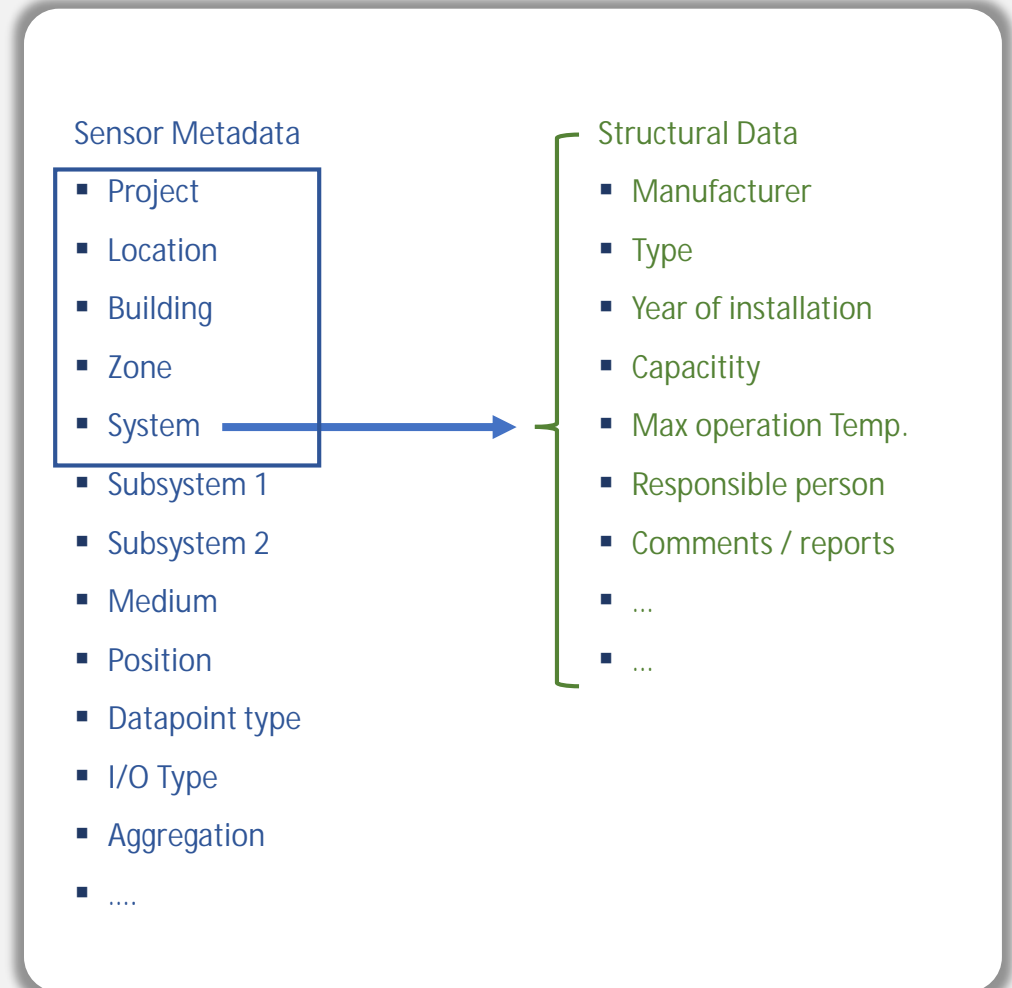 Sensor Metadata
Project
Location
Building
Zone
System
Subsystem 1
Subsystem 2
Medium
Position
Datapoint type
I/O Type
Aggregation
....
Structural Data
Manufacturer
Type
Year of installation
Capacitity
Max operation Temp.
Responsible person
Comments / reports
...
...